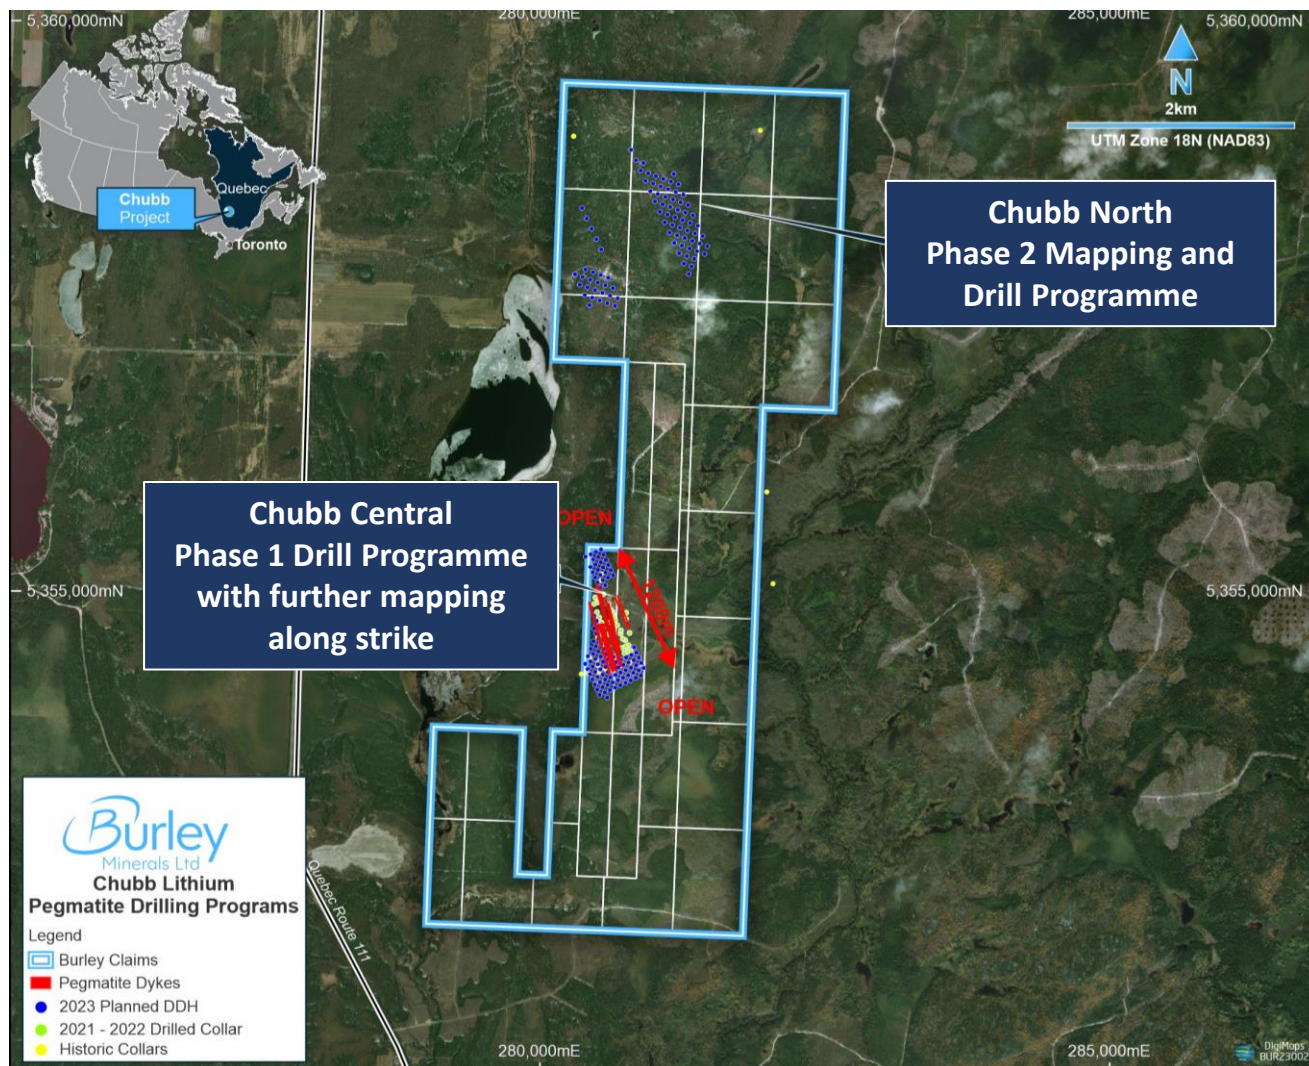 5,360,000mN
280,000mE
285,000mE
5,360,000mN
N
2km
UTM Zone 18N (NAD83)
Quebec
Chubb
Project
Toronto
Chubb North
Phase 2 Mapping and
Drill Programme
Chubb Central
Phase 1 Drill Programme
with further mapping
along strike
OPEN
1200m
OPEN
5,355,000mN
5,355,000mN
Burley
Minerals Ltd
Chubb Lithium
Pegmatite Drilling Programs
Legend
Burley Claims
Pegmatite Dykes
2023 Planned DDH
2021 - 2022 Drilled Collar
Historic Collars
Quebec Route 111
280,000mE
285,000mE
DigiMaps
BUR23002